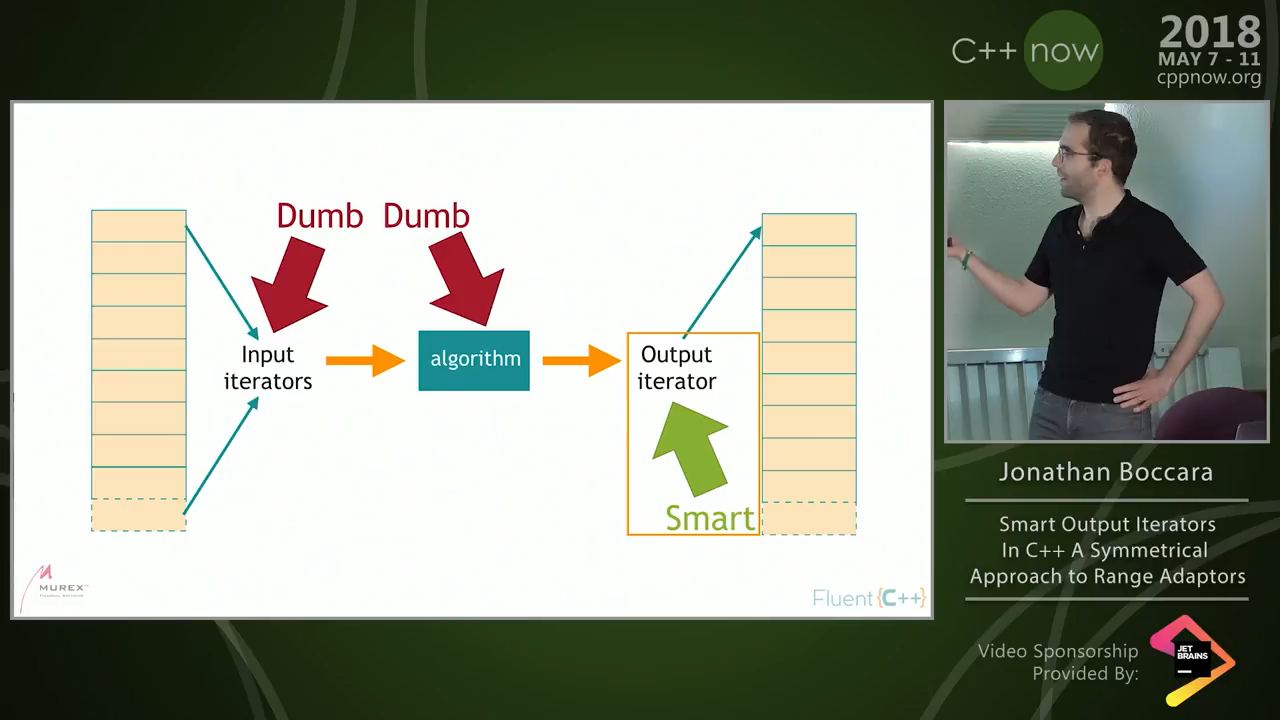 C++ now
2018
MAY 7 - 11
cppnow.org
Dumb Dumb
Input
iterators
algorithm
Output
iterator
Smart
MUREX
Fluent {C++}
Jonathan Boccara
Smart Output Iterators
In C++ A Symmetrical
Approach to Range Adaptors
Video Sponsorship
Provided By:
JET
BRAINS